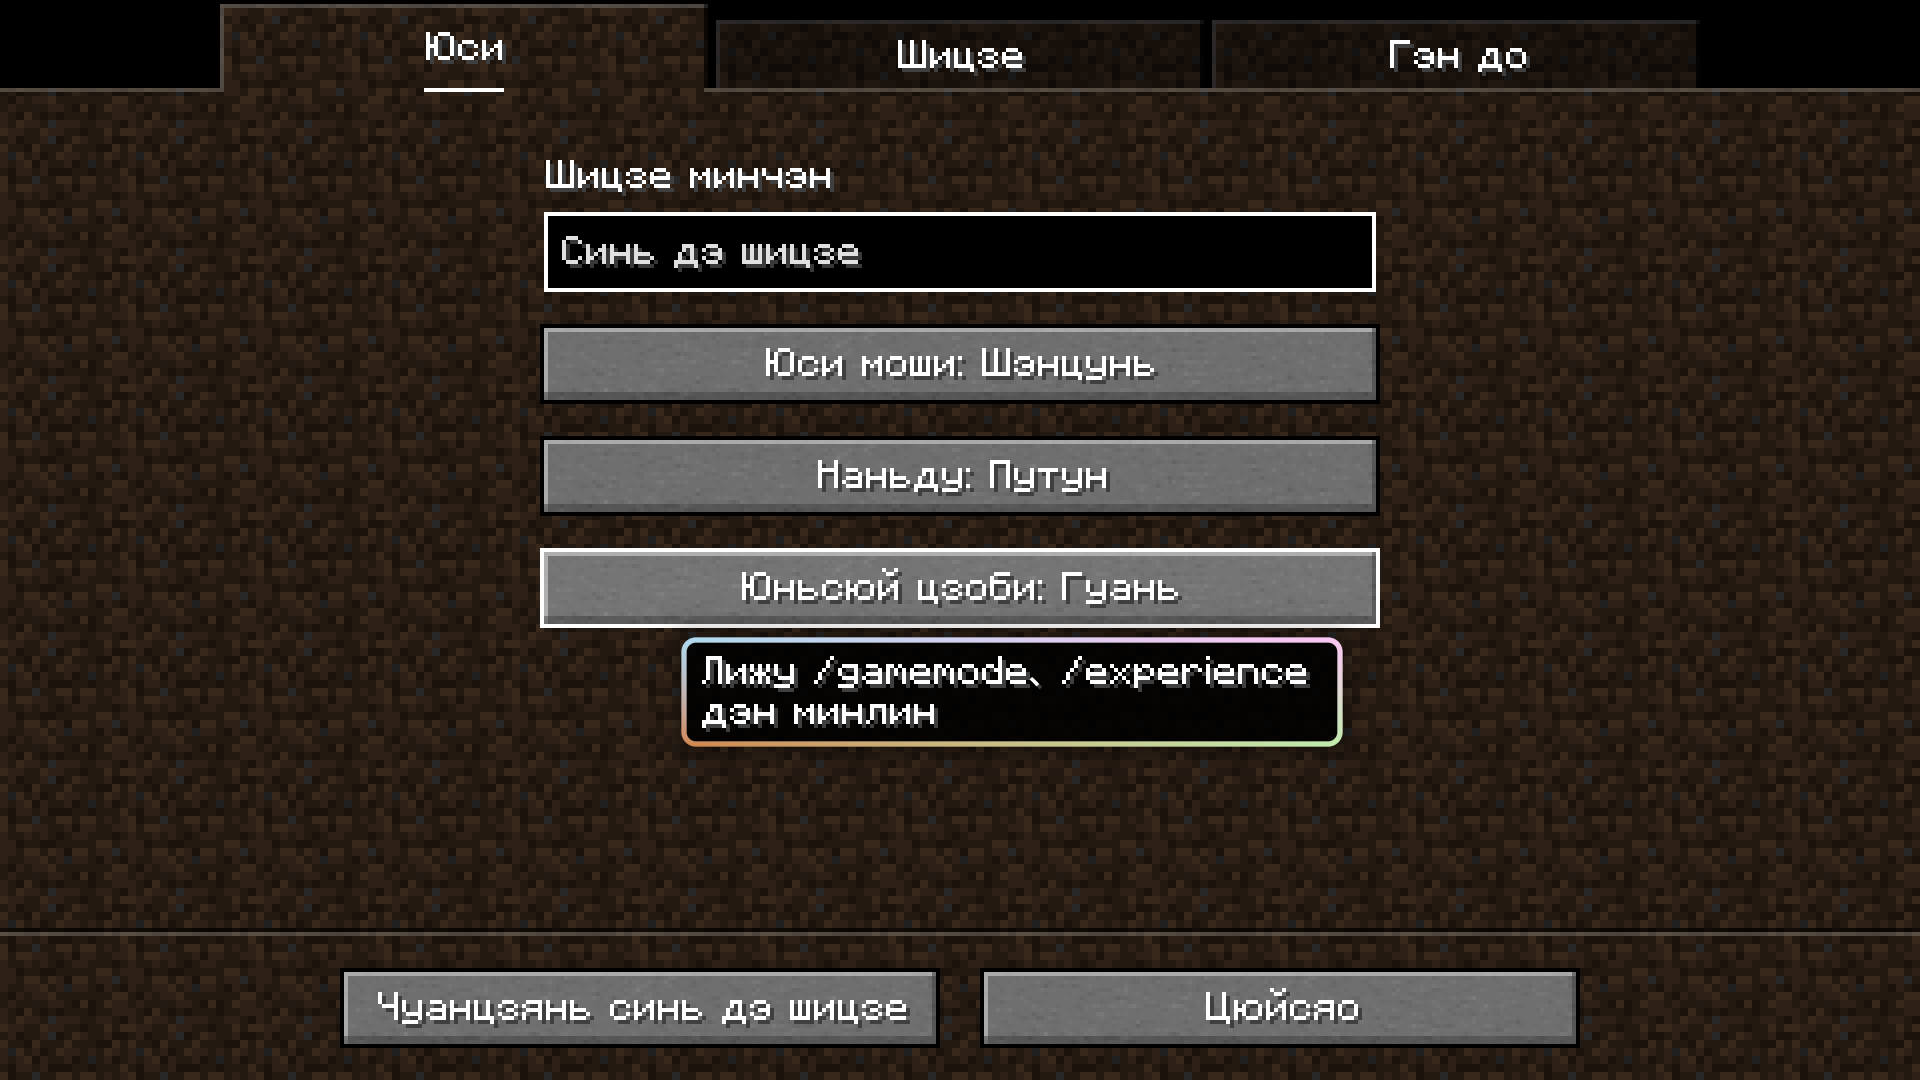 Юси
Шицзе
Гэн до
Шицзе минчэн
Синь дэ шицзе
Юси моши: Шэнцунь
Наньду: Путун
Юньсюй цзоби: Гуань
Лижу /gamemode、/experience
дэн минлин
Чуанцзянь синь дэ шицзе
Цюйсяо